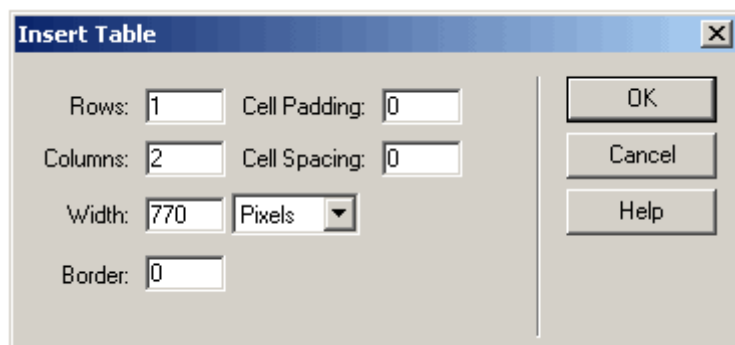 Insert Table
Rows: 1 Cell Padding: 0 OK
Columns: 2 Cell Spacing: 0 Cancel
Width: 770 Pixels Help
Border: 0